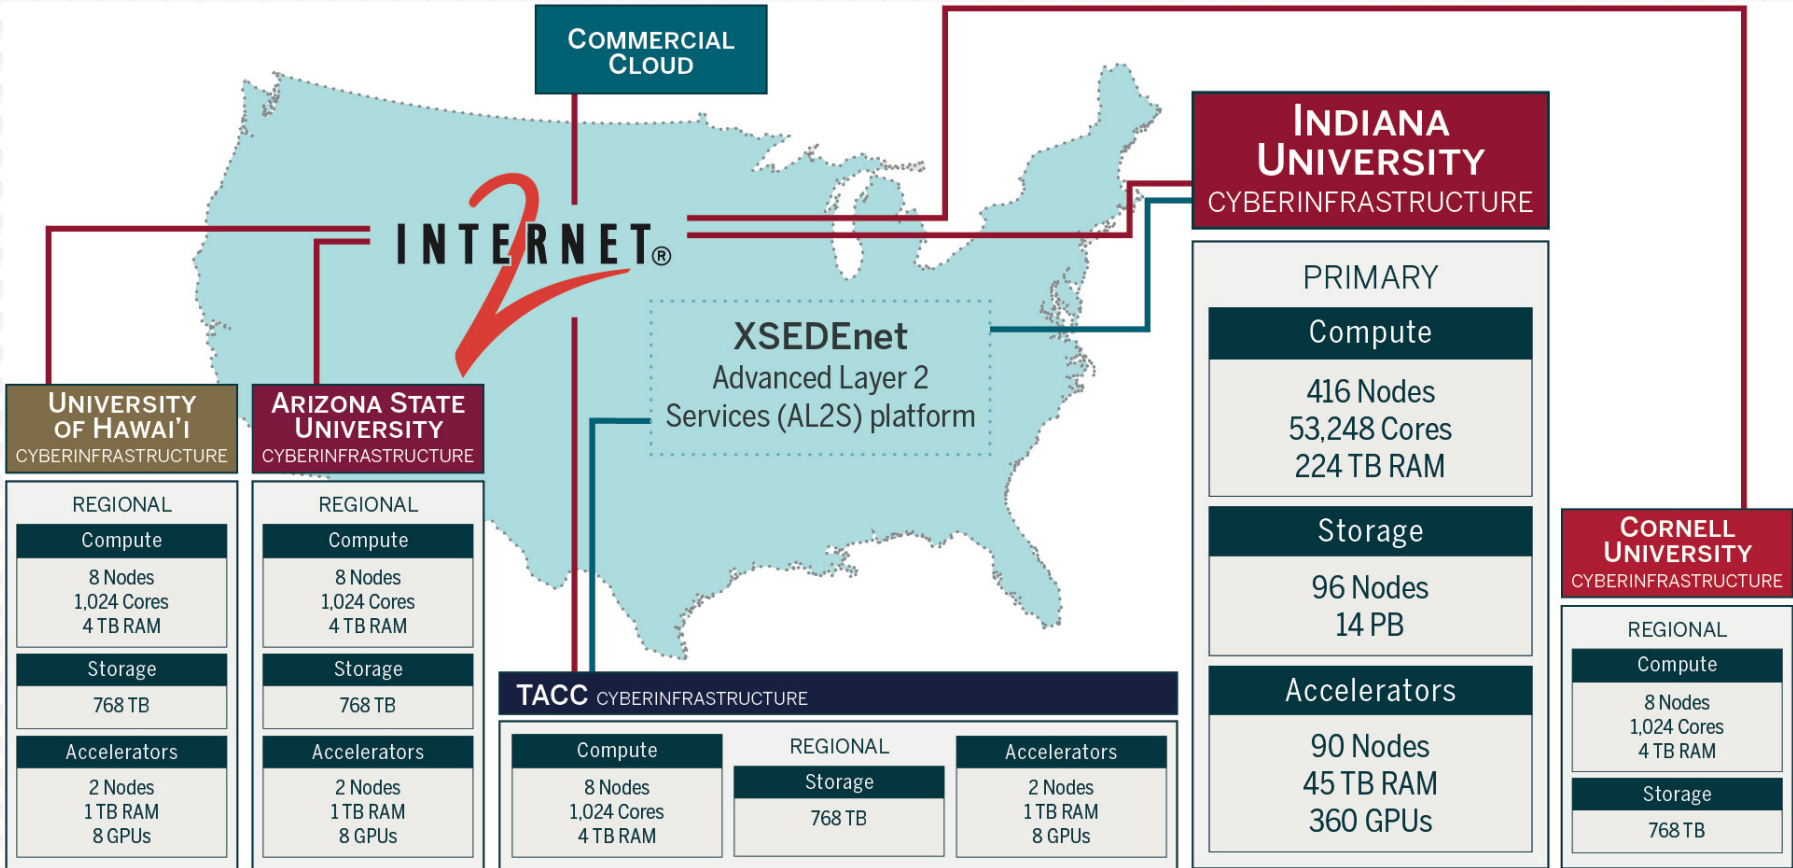 COMMERCIAL
CLOUD
INDIANA
UNIVERSITY
CYBERINFRASTRUCTURE
PRIMARY
Compute
416 Nodes
53,248 Cores
224 TB RAM
Storage
96 Nodes
14 PB
Accelerators
90 Nodes
45 TB RAM
360 GPUs
INTERNET®
2
XSEDEnet
Advanced Layer 2
Services (AL2S) platform
UNIVERSITY
OF HAWAI'I
CYBERINFRASTRUCTURE
REGIONAL
Compute
8 Nodes
1,024 Cores
4 TB RAM
Storage
768 TB
Accelerators
2 Nodes
1 TB RAM
8 GPUs
ARIZONA STATE
UNIVERSITY
CYBERINFRASTRUCTURE
REGIONAL
Compute
8 Nodes
1,024 Cores
4 TB RAM
Storage
768 TB
Accelerators
2 Nodes
1 TB RAM
8 GPUs
TACC CYBERINFRASTRUCTURE
Compute
8 Nodes
1,024 Cores
4 TB RAM
REGIONAL
Storage
768 TB
Accelerators
2 Nodes
1 TB RAM
8 GPUs
CORNELL
UNIVERSITY
CYBERINFRASTRUCTURE
REGIONAL
Compute
8 Nodes
1,024 Cores
4 TB RAM
Storage
768 TB